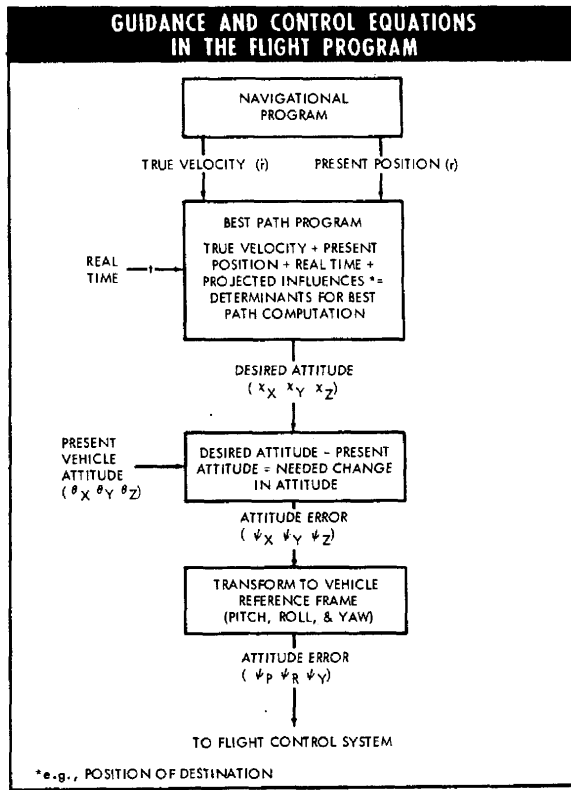 GUIDANCE AND CONTROL EQUATIONS
IN THE FLIGHT PROGRAM
NAVIGATIONAL
PROGRAM
TRUE VELOCITY (ṙ)
PRESENT POSITION (r)
BEST PATH PROGRAM
TRUE VELOCITY + PRESENT
POSITION + REAL TIME +
PROJECTED INFLUENCES *=
DETERMINANTS FOR BEST
PATH COMPUTATION
REAL
TIME
t
DESIRED ATTITUDE
( χX χY χZ)
PRESENT
VEHICLE
ATTITUDE
( θX θY θZ)
DESIRED ATTITUDE - PRESENT
ATTITUDE = NEEDED CHANGE
IN ATTITUDE
ATTITUDE ERROR
( ψX ψY ψZ)
TRANSFORM TO VEHICLE
REFERENCE FRAME
(PITCH, ROLL, & YAW)
ATTITUDE ERROR
( ψP ψR ψY)
TO FLIGHT CONTROL SYSTEM
*e.g., POSITION OF DESTINATION